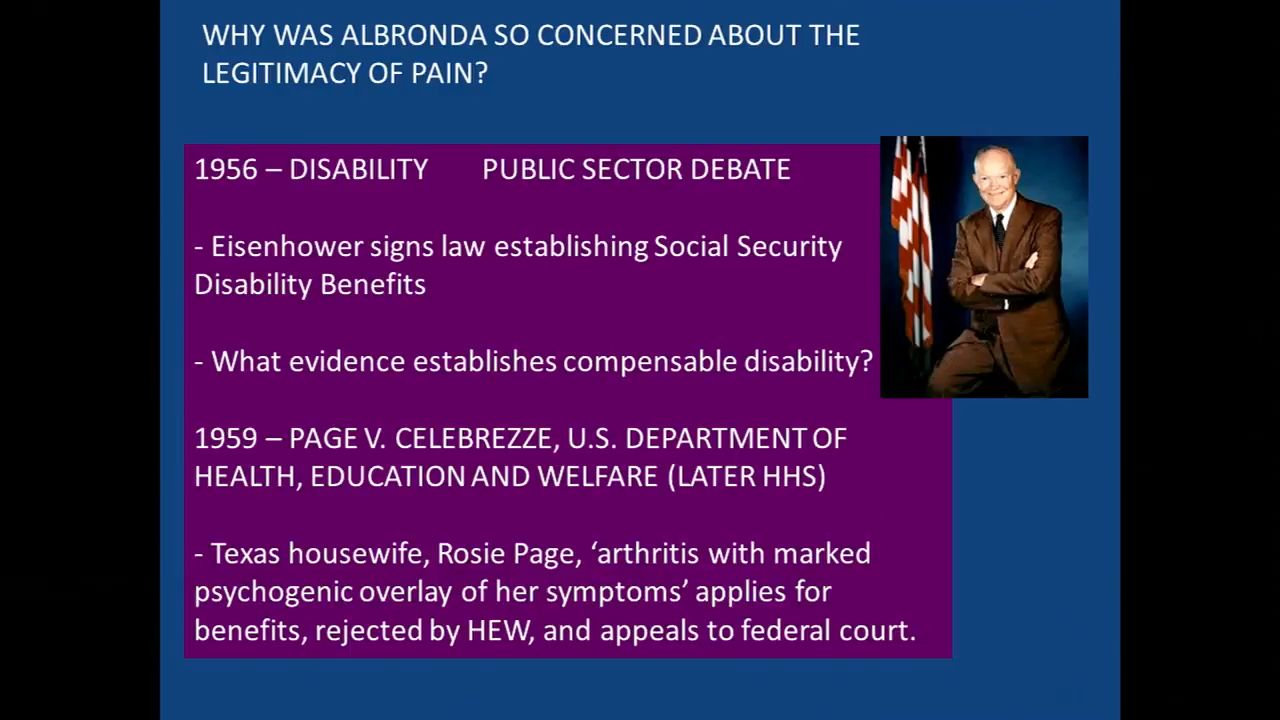 WHY WAS ALBRONDA SO CONCERNED ABOUT THE
LEGITIMACY OF PAIN?
1956 – DISABILITY PUBLIC SECTOR DEBATE
- Eisenhower signs law establishing Social Security
Disability Benefits
- What evidence establishes compensable disability?
1959 – PAGE V. CELEBREZZE, U.S. DEPARTMENT OF
HEALTH, EDUCATION AND WELFARE (LATER HHS)
- Texas housewife, Rosie Page, ‘arthritis with marked
psychogenic overlay of her symptoms’ applies for
benefits, rejected by HEW, and appeals to federal court.